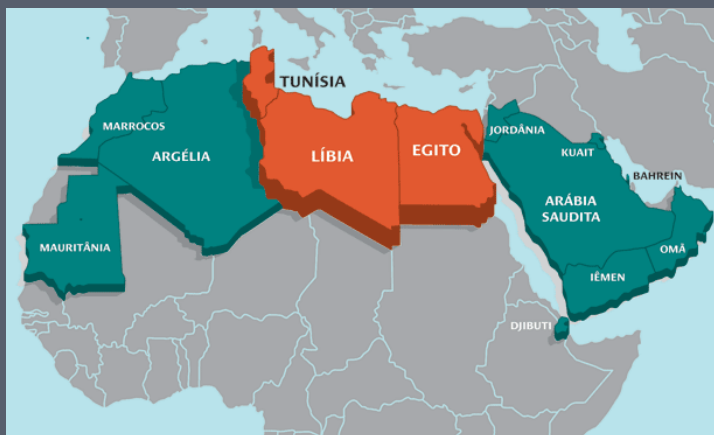 TUNÍSIA
MARROCOS
ARGÉLIA
LÍBIA
EGITO
JORDÂNIA
KUAIT
BAHREIN
ARÁBIA
SAUDITA
MAURITÂNIA
OMÃ
IÊMEN
DJIBUTI